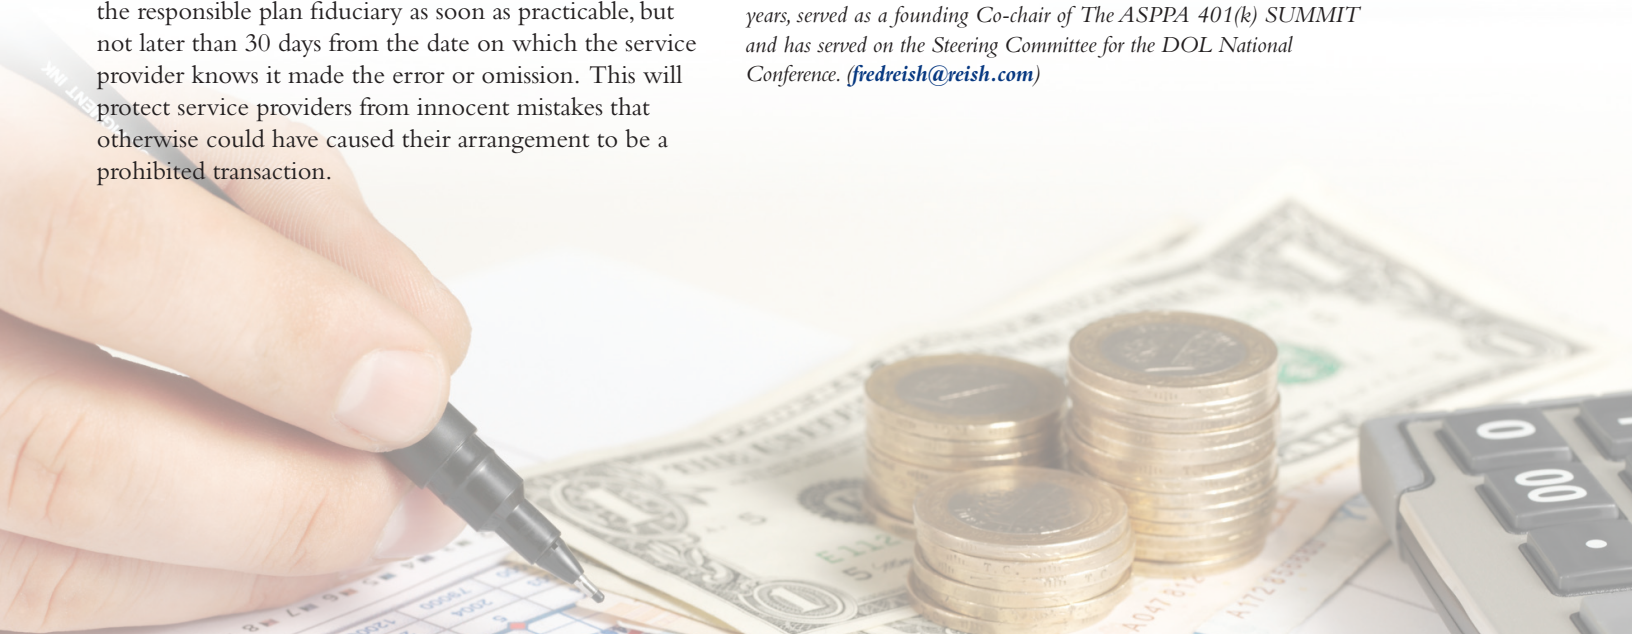 the responsible plan fiduciary as soon as practicable, but
not later than 30 days from the date on which the service
provider knows it made the error or omission. This will
protect service providers from innocent mistakes that
otherwise could have caused their arrangement to be a
prohibited transaction.
years, served as a founding Co-chair of The ASPPA 401(k) SUMMIT
and has served on the Steering Committee for the DOL National
Conference. (fredreish@reish.com)
0
00